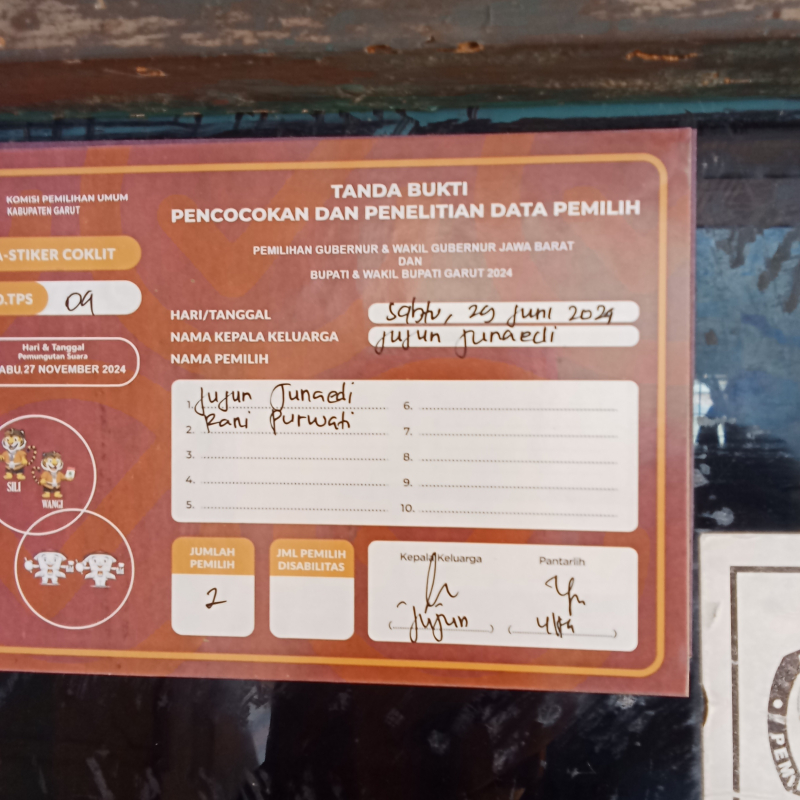 KOMISI PEMILIHAN UMUM
KABUPATEN GARUT
A-STIKER COKLIT
O.TPS 09
Hari & Tanggal
Pemungutan Suara
ABU, 27 NOVEMBER 2024
SILI
WANGI
TANDA BUKTI
PENCOCOKAN DAN PENELITIAN DATA PEMILIH
PEMILIHAN GUBERNUR & WAKIL GUBERNUR JAWA BARAT
DAN
BUPATI & WAKIL BUPATI GARUT 2024
HARI/TANGGAL Sabtu, 29 Juni 2024
NAMA KEPALA KELUARGA Jujun Junaedi
NAMA PEMILIH
1. Jujun Junaedi
2. Rani Purwati
3.
4.
5.
6.
7.
8.
9.
10.
JUMLAH
PEMILIH
2
JML PEMILIH
DISABILITAS
Kepala Keluarga
(Jujun)
Pantarlih
PEM